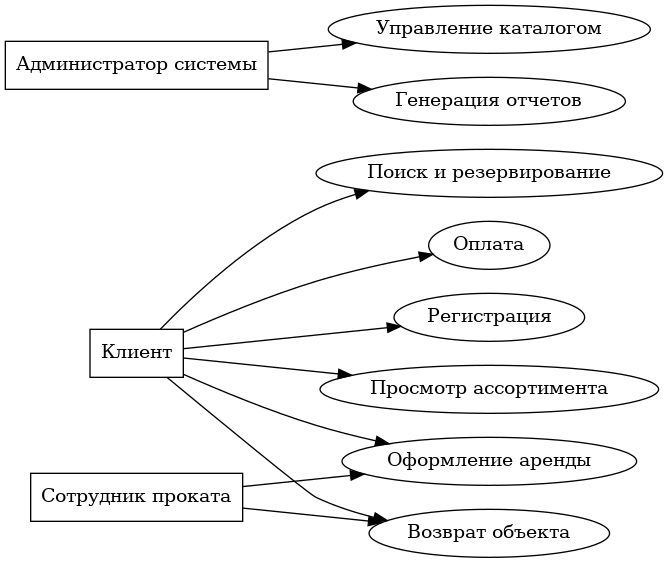 Управление каталогом
Администратор системы
Генерация отчетов
Поиск и резервирование
Оплата
Регистрация
Клиент
Просмотр ассортимента
Оформление аренды
Сотрудник проката
Возврат объекта